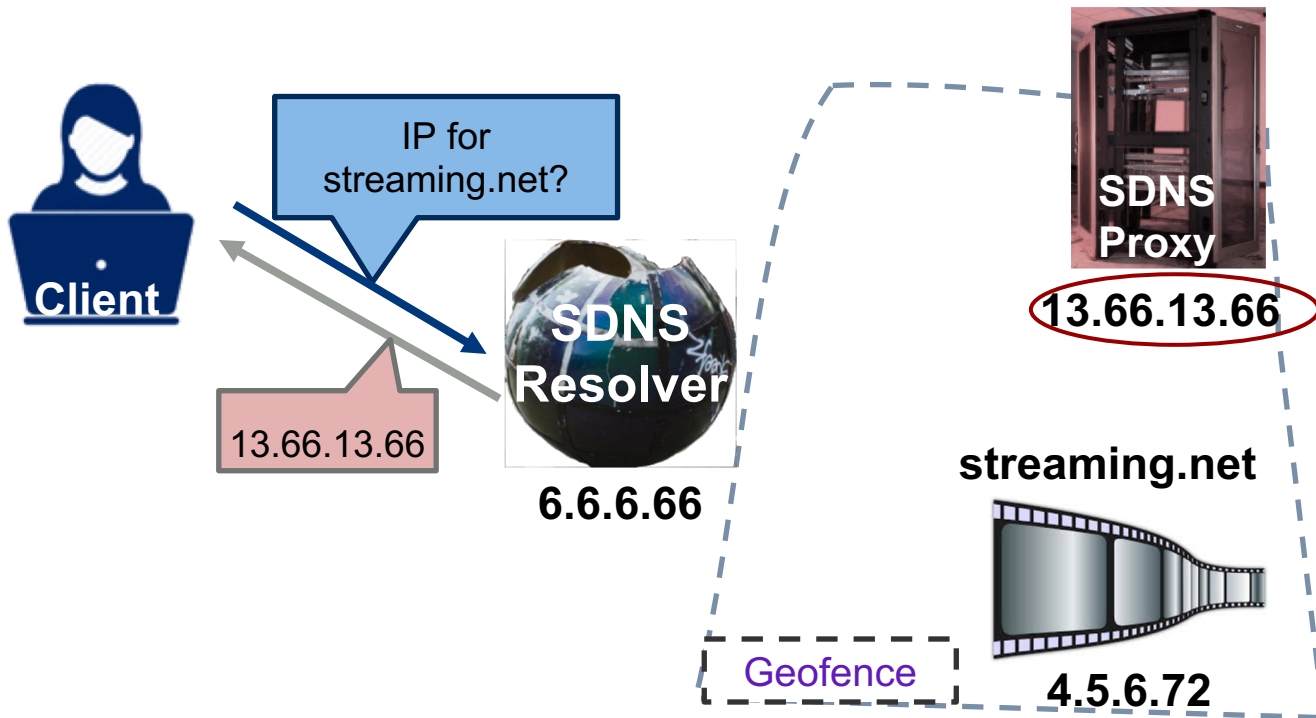 IP for
streaming.net?
Client
SDNS
Resolver
13.66.13.66
6.6.6.66
SDNS
Proxy
13.66.13.66
streaming.net
4.5.6.72
Geofence